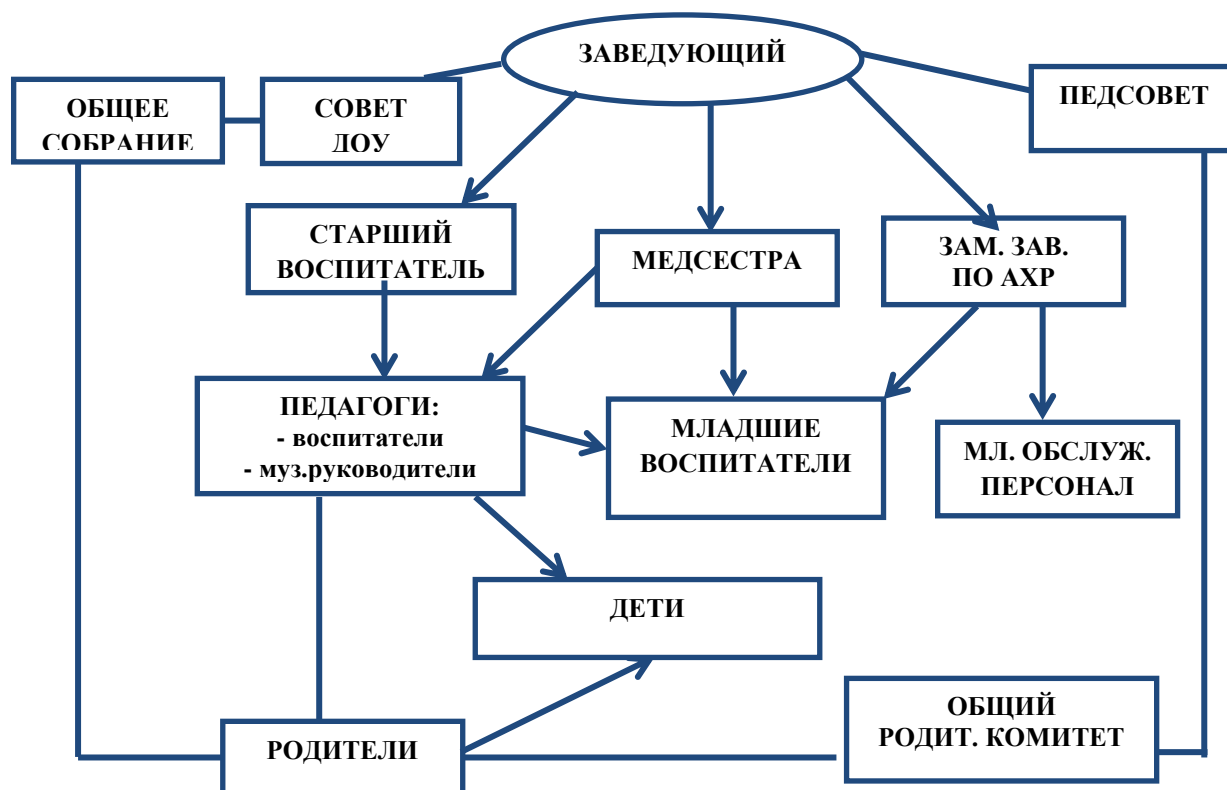 ЗАВЕДУЮЩИЙ
ОБЩЕЕ
СОБРАНИЕ
СОВЕТ
ДОУ
ПЕДСОВЕТ
СТАРШИЙ
ВОСПИТАТЕЛЬ
МЕДСЕСТРА
ЗАМ. ЗАВ.
ПО АХР
ПЕДАГОГИ:
- воспитатели
- муз.руководители
МЛАДШИЕ
ВОСПИТАТЕЛИ
МЛ. ОБСЛУЖ.
ПЕРСОНАЛ
ДЕТИ
РОДИТЕЛИ
ОБЩИЙ
РОДИТ. КОМИТЕТ